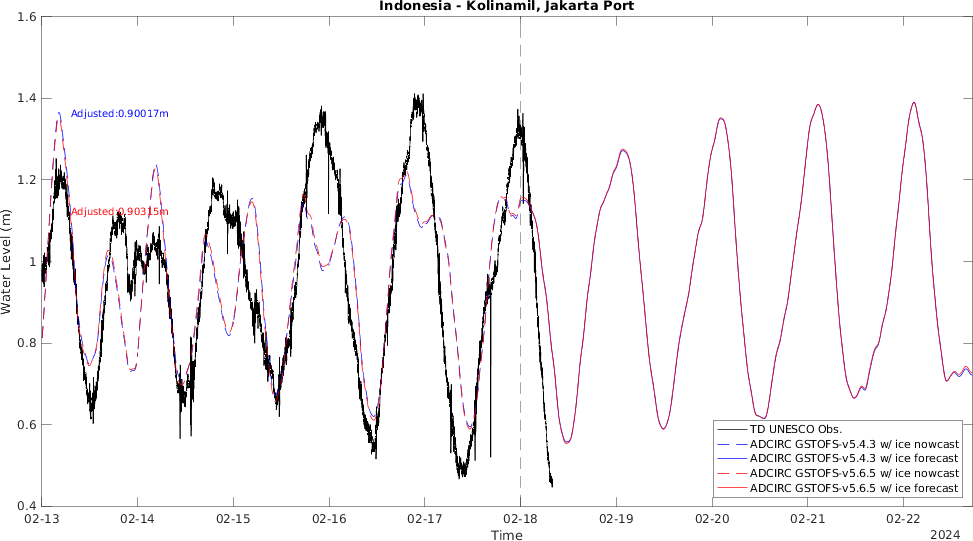 Indonesia - Kolinamil, Jakarta Port
1.6
1.4
1.2
1
0.8
0.6
0.4
Water Level (m)
Adjusted:0.90017m
Adjusted:0.90315m
TD UNESCO Obs.
ADCIRC GSTOFS-v5.4.3 w/ ice nowcast
ADCIRC GSTOFS-v5.4.3 w/ ice forecast
ADCIRC GSTOFS-v5.6.5 w/ ice nowcast
ADCIRC GSTOFS-v5.6.5 w/ ice forecast
02-13 02-14 02-15 02-16 02-17 02-18 02-19 02-20 02-21 02-22
Time
2024